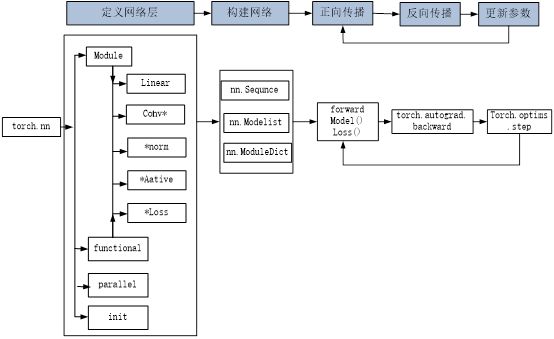 定义网络层
构建网络
正向传播
反向传播
更新参数
Module
Linear
Cohv*
*norm
*Aative
*Loss
torch.nn
functional
parallel
init
nn.Sequnce
nn.Modelist
nn.ModuleDict
forward
Model()
Loss()
torch.autograd.
backward
Torch.optims
.step